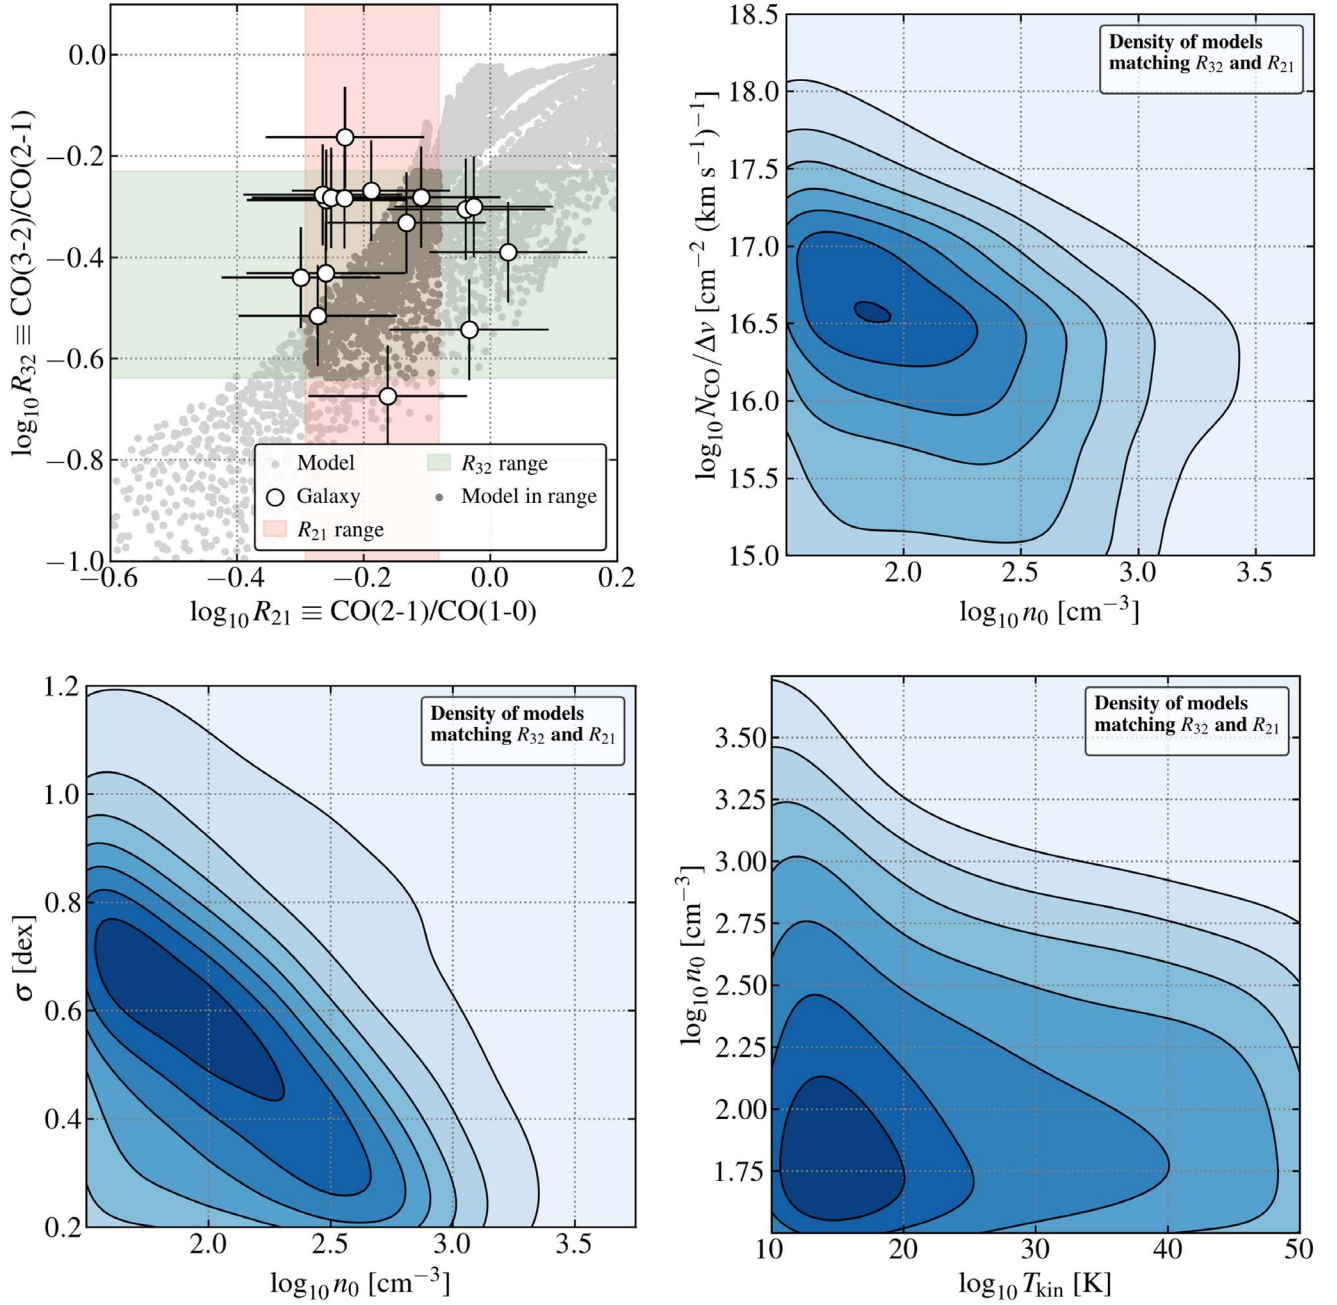 0.0
−0.2
−0.4
−0.6
−0.8
−1.0
log₁₀ R₃₂ ≡ CO(3-2)/CO(2-1)
Model
Galaxy
R₂₁ range
R₃₂ range
Model in range
−0.6 −0.4 −0.2 0.0 0.2
log₁₀ R₂₁ ≡ CO(2-1)/CO(1-0)
18.5
18.0
17.5
17.0
16.5
16.0
15.5
15.0
log₁₀ N_CO/Δv [cm⁻² (km s⁻¹)⁻¹]
Density of models
matching R₃₂ and R₂₁
2.0 2.5 3.0 3.5
log₁₀ n₀ [cm⁻³]
1.2
1.0
0.8
0.6
0.4
0.2
σ [dex]
Density of models
matching R₃₂ and R₂₁
2.0 2.5 3.0 3.5
log₁₀ n₀ [cm⁻³]
3.50
3.25
3.00
2.75
2.50
2.25
2.00
1.75
log₁₀ n₀ [cm⁻³]
Density of models
matching R₃₂ and R₂₁
10 20 30 40 50
log₁₀ T_kin [K]